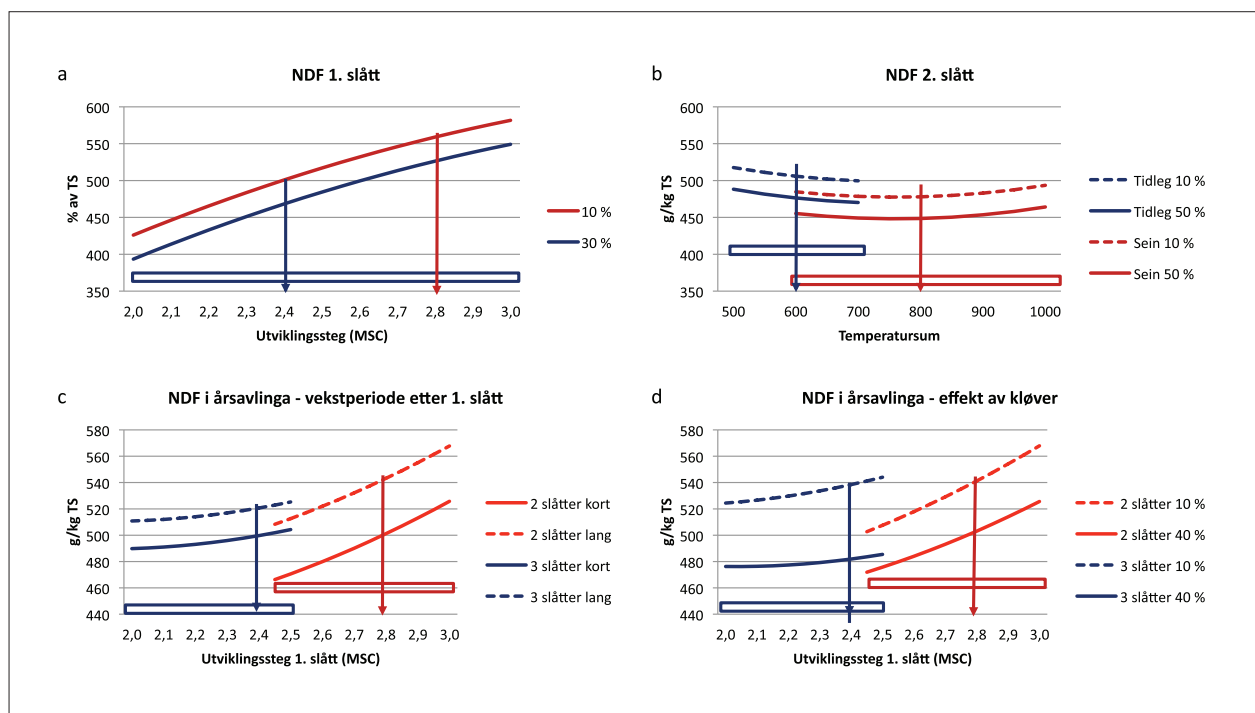 a
NDF 1. slått
% av TS
600
550
500
450
400
350
2,0 2,1 2,2 2,3 2,4 2,5 2,6 2,7 2,8 2,9 3,0
Utviklingssteg (MSC)
10 %
30 %
b
NDF 2. slått
g/kg TS
600
550
500
450
400
350
500 600 700 800 900 1000
Temperatursum
Tidleg 10 %
Tidleg 50 %
Sein 10 %
Sein 50 %
c
NDF i årsavlinga - vekstperiode etter 1. slått
g/kg TS
580
560
540
520
500
480
460
440
2,0 2,1 2,2 2,3 2,4 2,5 2,6 2,7 2,8 2,9 3,0
Utviklingssteg 1. slått (MSC)
2 slåtter kort
2 slåtter lang
3 slåtter kort
3 slåtter lang
d
NDF i årsavlinga - effekt av kløver
g/kg TS
580
560
540
520
500
480
460
440
2,0 2,1 2,2 2,3 2,4 2,5 2,6 2,7 2,8 2,9 3,0
Utviklingssteg 1. slått (MSC)
2 slåtter 10 %
2 slåtter 40 %
3 slåtter 10 %
3 slåtter 40 %